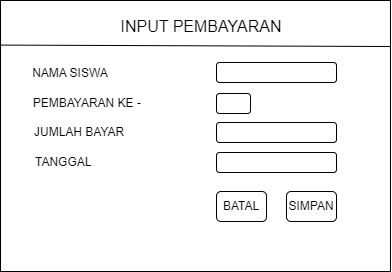 INPUT PEMBAYARAN
NAMA SISWA
PEMBAYARAN KE -
JUMLAH BAYAR
TANGGAL
BATAL SIMPAN